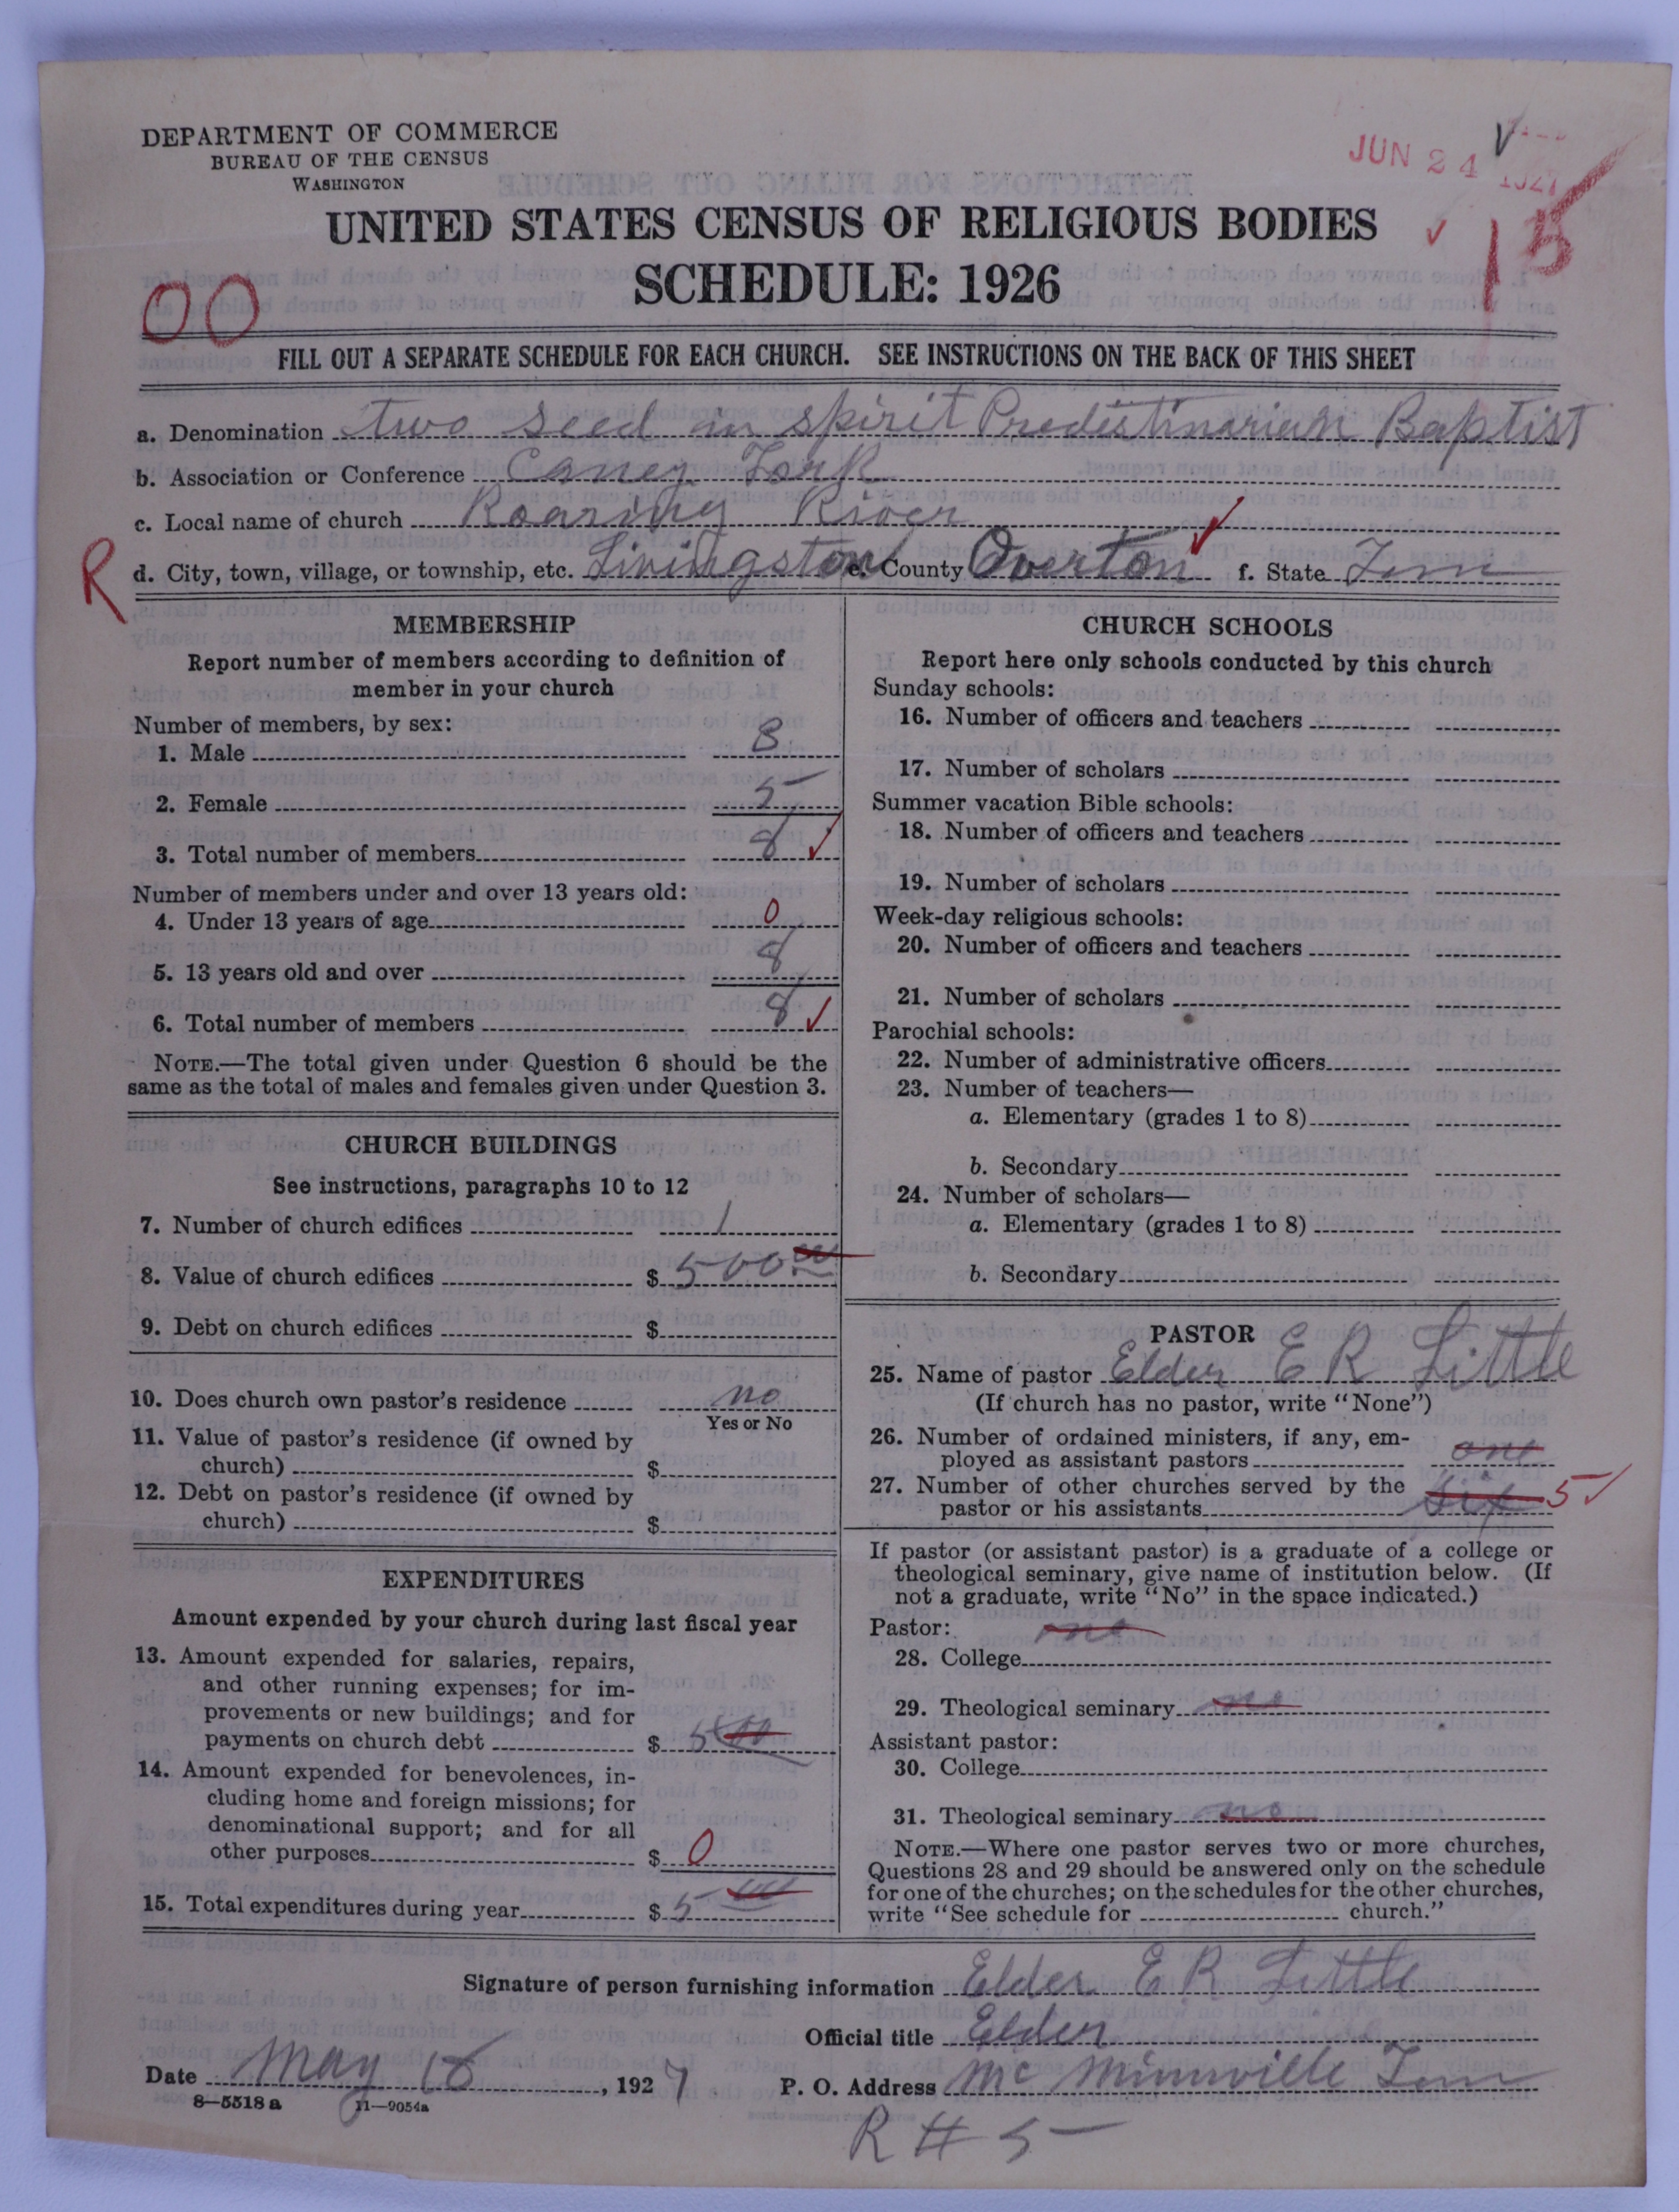 DEPARTMENT OF COMMERCE
BUREAU OF THE CENSUS
WASHINGTON
JUN 24 1927
UNITED STATES CENSUS OF RELIGIOUS BODIES
SCHEDULE: 1926
15
00
FILL OUT A SEPARATE SCHEDULE FOR EACH CHURCH. SEE INSTRUCTIONS ON THE BACK OF THIS SHEET
a. Denomination two seed in spirit Predestinarian Baptist
b. Association or Conference Caney Fork
c. Local name of church Roaring River
R d. City, town, village, or township, etc. Livingston e. County Overton f. State Tenn
MEMBERSHIP
Report number of members according to definition of
member in your church
Number of members, by sex:
1. Male 3
2. Female 5
3. Total number of members 8
Number of members under and over 13 years old:
4. Under 13 years of age 0
5. 13 years old and over 8
6. Total number of members 8
NOTE.—The total given under Question 6 should be the
same as the total of males and females given under Question 3.
CHURCH BUILDINGS
See instructions, paragraphs 10 to 12
7. Number of church edifices 1
8. Value of church edifices $ 500 00
9. Debt on church edifices $
10. Does church own pastor's residence no
Yes or No
11. Value of pastor's residence (if owned by
church) $
12. Debt on pastor's residence (if owned by
church) $
EXPENDITURES
Amount expended by your church during last fiscal year
13. Amount expended for salaries, repairs,
and other running expenses; for im-
provements or new buildings; and for
payments on church debt $ 5 00
14. Amount expended for benevolences, in-
cluding home and foreign missions; for
denominational support; and for all
other purposes $ 0
15. Total expenditures during year $ 5 00
CHURCH SCHOOLS
Report here only schools conducted by this church
Sunday schools:
16. Number of officers and teachers
17. Number of scholars
Summer vacation Bible schools:
18. Number of officers and teachers
19. Number of scholars
Week-day religious schools:
20. Number of officers and teachers
21. Number of scholars
Parochial schools:
22. Number of administrative officers
23. Number of teachers—
a. Elementary (grades 1 to 8)
b. Secondary
24. Number of scholars—
a. Elementary (grades 1 to 8)
b. Secondary
PASTOR
25. Name of pastor Elder E R Little
(If church has no pastor, write "None")
26. Number of ordained ministers, if any, em-
ployed as assistant pastors one
27. Number of other churches served by the
pastor or his assistants six 5
If pastor (or assistant pastor) is a graduate of a college or
theological seminary, give name of institution below. (If
not a graduate, write "No" in the space indicated.)
Pastor: no
28. College
29. Theological seminary no
Assistant pastor:
30. College
31. Theological seminary no
NOTE.—Where one pastor serves two or more churches,
Questions 28 and 29 should be answered only on the schedule
for one of the churches; on the schedules for the other churches,
write "See schedule for church."
Signature of person furnishing information Elder E R Little
Official title Elder
Date May 16, 1927 P. O. Address Mc Minnville Tenn
8—5518 a 11—9054a
R # 5